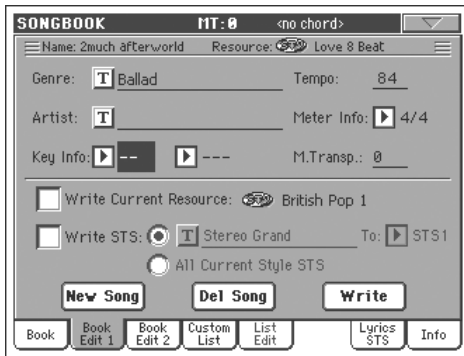 SONGBOOK MT:0 <no chord>
Name: 2much afterworld Resource: STY Love 8 Beat
Genre: T Ballad Tempo: 84
Artist: T Meter Info: 4/4
Key Info: -- --- M.Transp.: 0
Write Current Resource: STY British Pop 1
Write STS: T Stereo Grand To: STS1
All Current Style STS
New Song Del Song Write
Book Book Edit 1 Book Edit 2 Custom List List Edit Lyrics STS Info